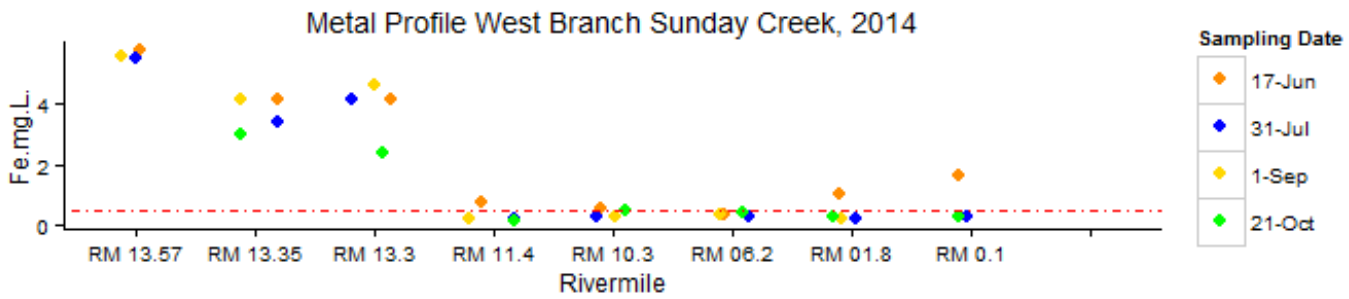 Metal Profile West Branch Sunday Creek, 2014
Fe.mg.L.
4
2
0
RM 13.57 RM 13.35 RM 13.3 RM 11.4 RM 10.3 RM 06.2 RM 01.8 RM 0.1
Rivermile
Sampling Date
17-Jun
31-Jul
1-Sep
21-Oct